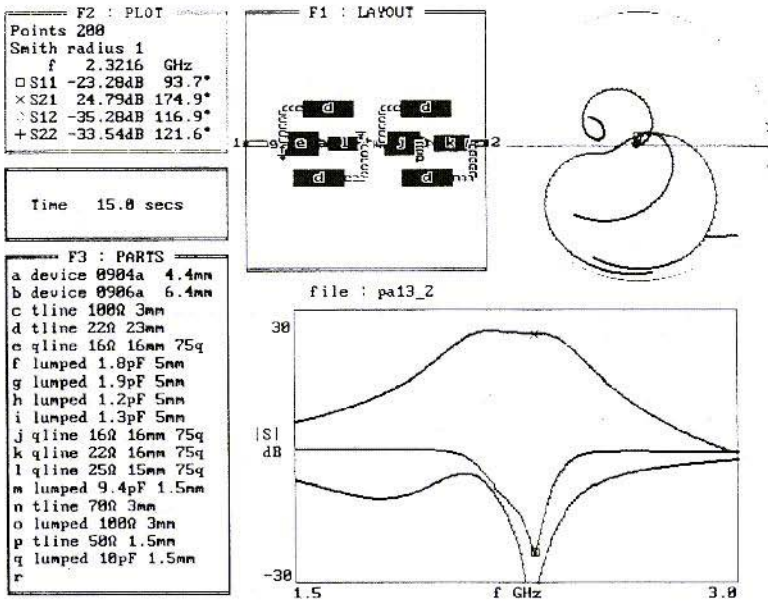 F2 : PLOT
Points 200
Smith radius 1
f 2.3216 GHz
S11 -23.28dB 93.7°
× S21 24.79dB 174.9°
S12 -35.28dB 116.9°
+ S22 -33.54dB 121.6°
Time 15.0 secs
F3 : PARTS
a device 0904a 4.4mm
b device 0906a 6.4mm
c tline 100Ω 3mm
d tline 22Ω 23mm
e qline 16Ω 16mm 75q
f lumped 1.8pF 5mm
g lumped 1.9pF 5mm
h lumped 1.2pF 5mm
i lumped 1.3pF 5mm
j qline 16Ω 16mm 75q
k qline 22Ω 16mm 75q
l qline 25Ω 15mm 75q
m lumped 9.4pF 1.5mm
n tline 70Ω 3mm
o lumped 100Ω 3mm
p tline 50Ω 1.5mm
q lumped 10pF 1.5mm
r
F1 : LAYOUT
d d
1 g e l j k 2
d d
file : pa13_2
30
|S|
dB
-30
1.5 f GHz 3.0